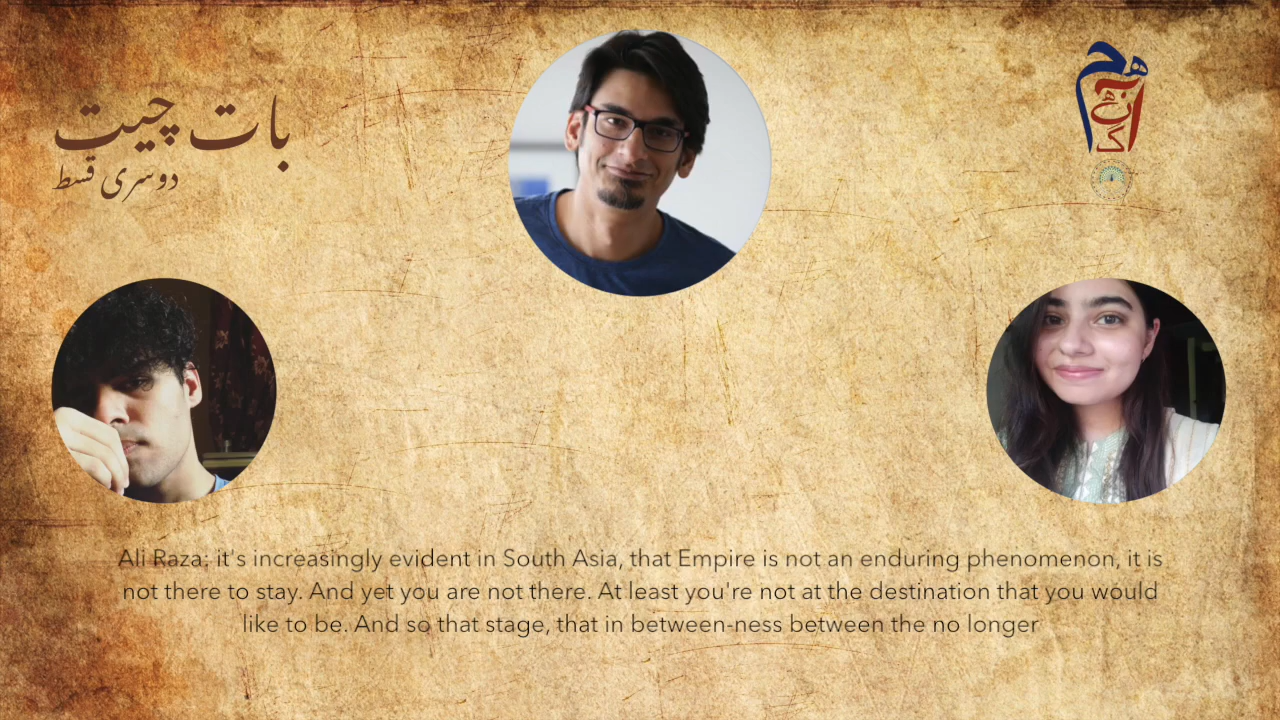 بات چیت
دوسری قسط
Ali Raza: it's increasingly evident in South Asia, that Empire is not an enduring phenomenon, it is
not there to stay. And yet you are not there. At least you're not at the destination that you would
like to be. And so that stage, that in between-ness between the no longer